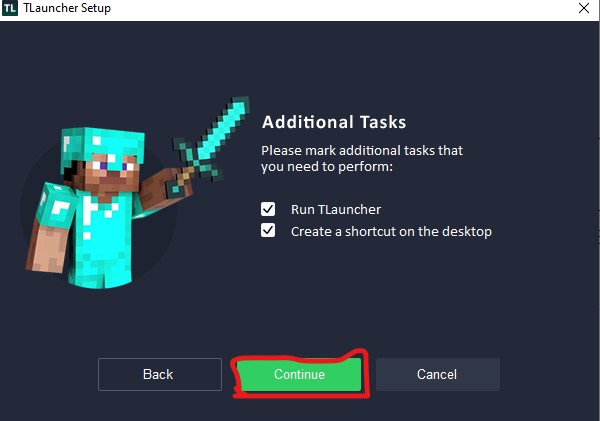 TL TLauncher Setup
Additional Tasks
Please mark additional tasks that
you need to perform:
Run TLauncher
Create a shortcut on the desktop
Back Continue Cancel